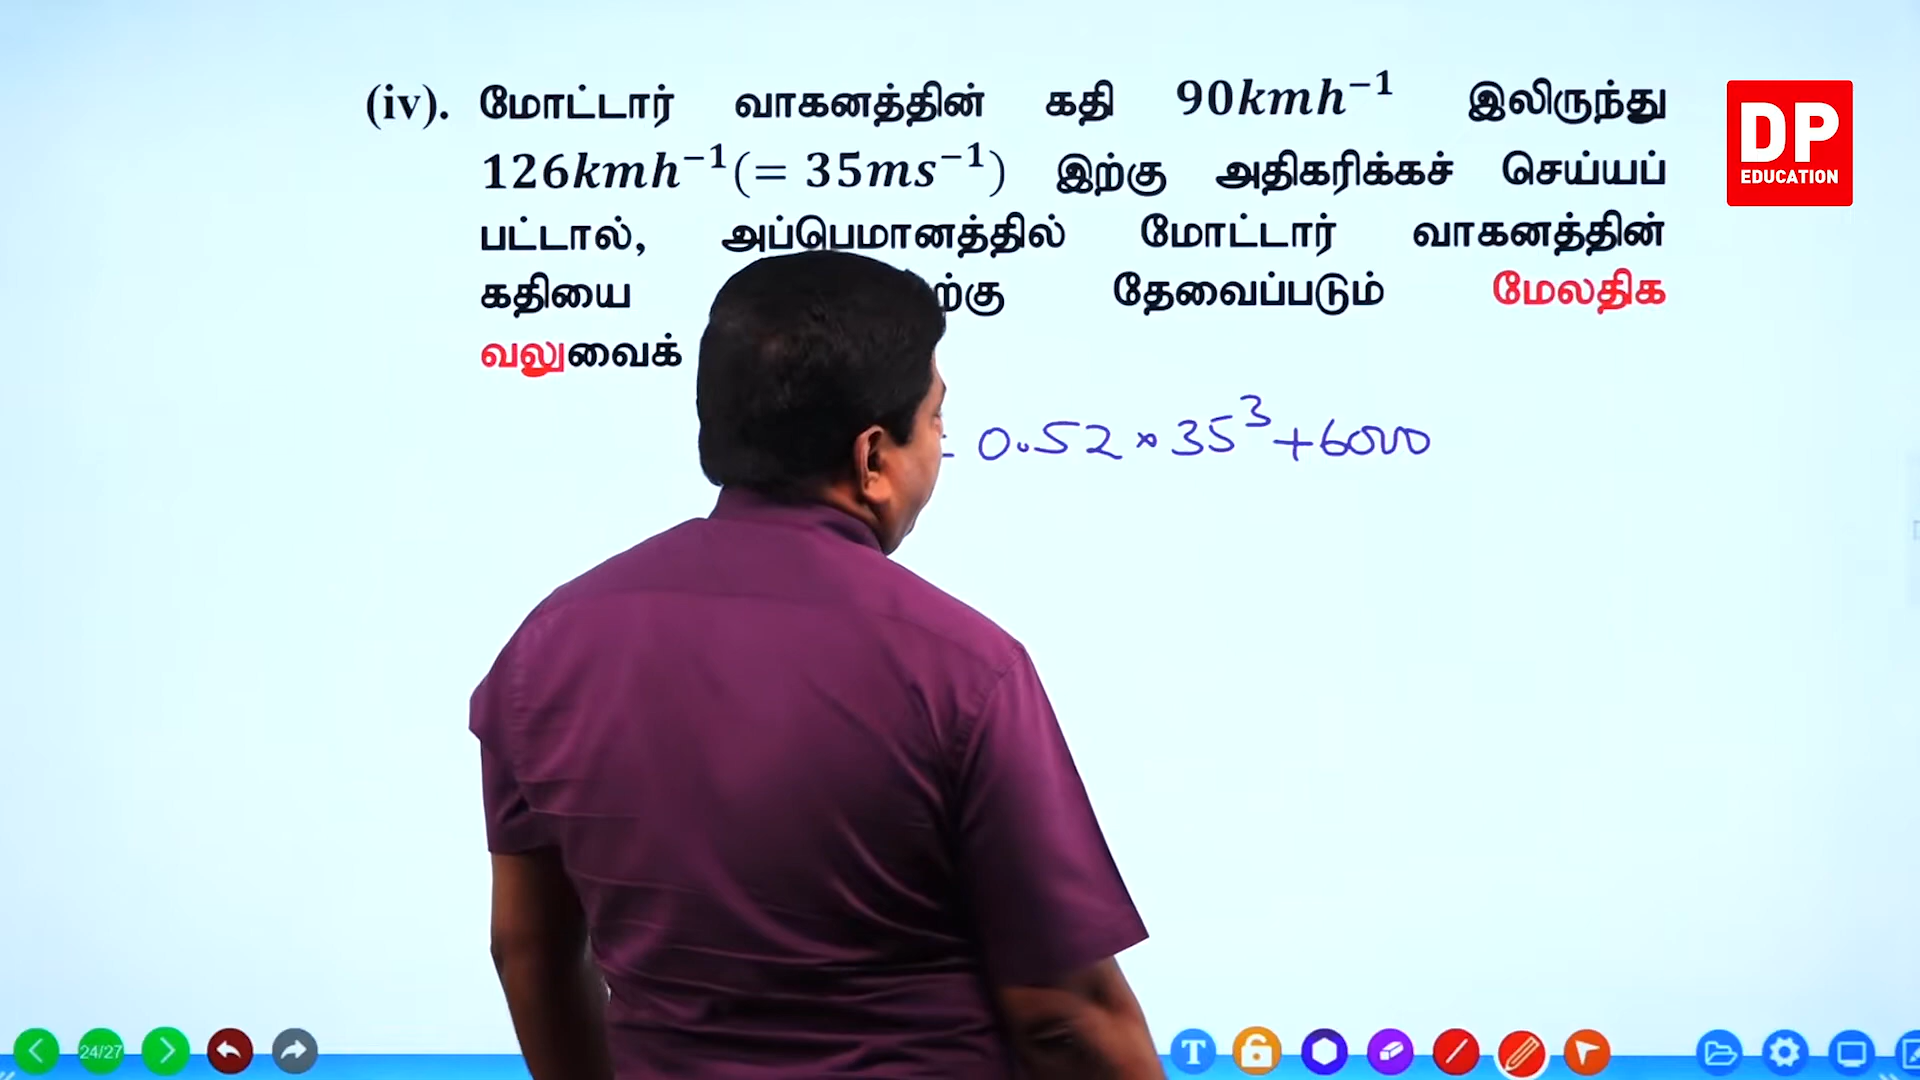 (iv). மோட்டார் வாகனத்தின் கதி 90kmh⁻¹ இலிருந்து
126kmh⁻¹(= 35ms⁻¹) இற்கு அதிகரிக்கச் செய்யப்
பட்டால், அப்பெமானத்தில் மோட்டார் வாகனத்தின்
கதியை தேவைப்படும் மேலதிக
வலுவைக்
= 0.52 × 35³ + 6000
DP
EDUCATION
24/27
T